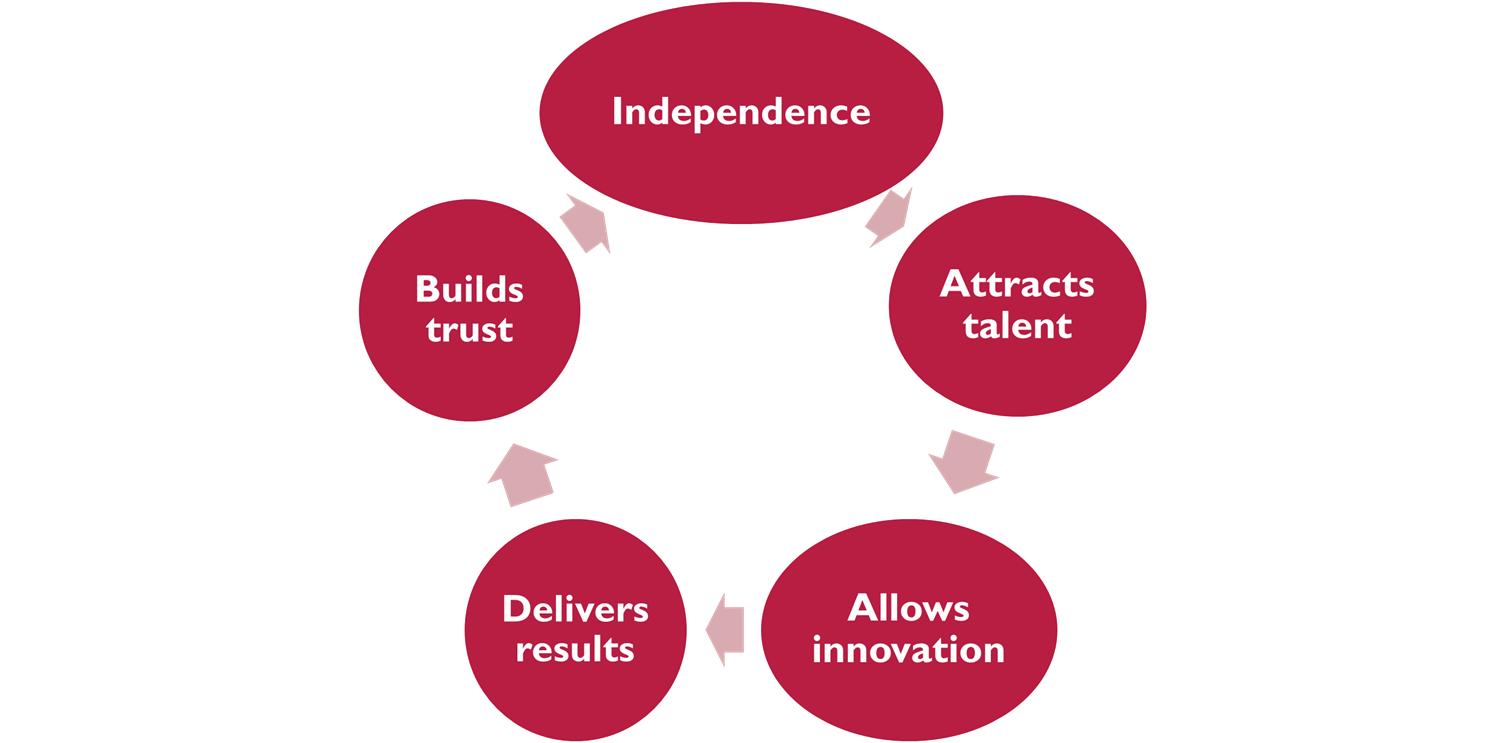 Independence
Attracts
talent
Allows
innovation
Delivers
results
Builds
trust